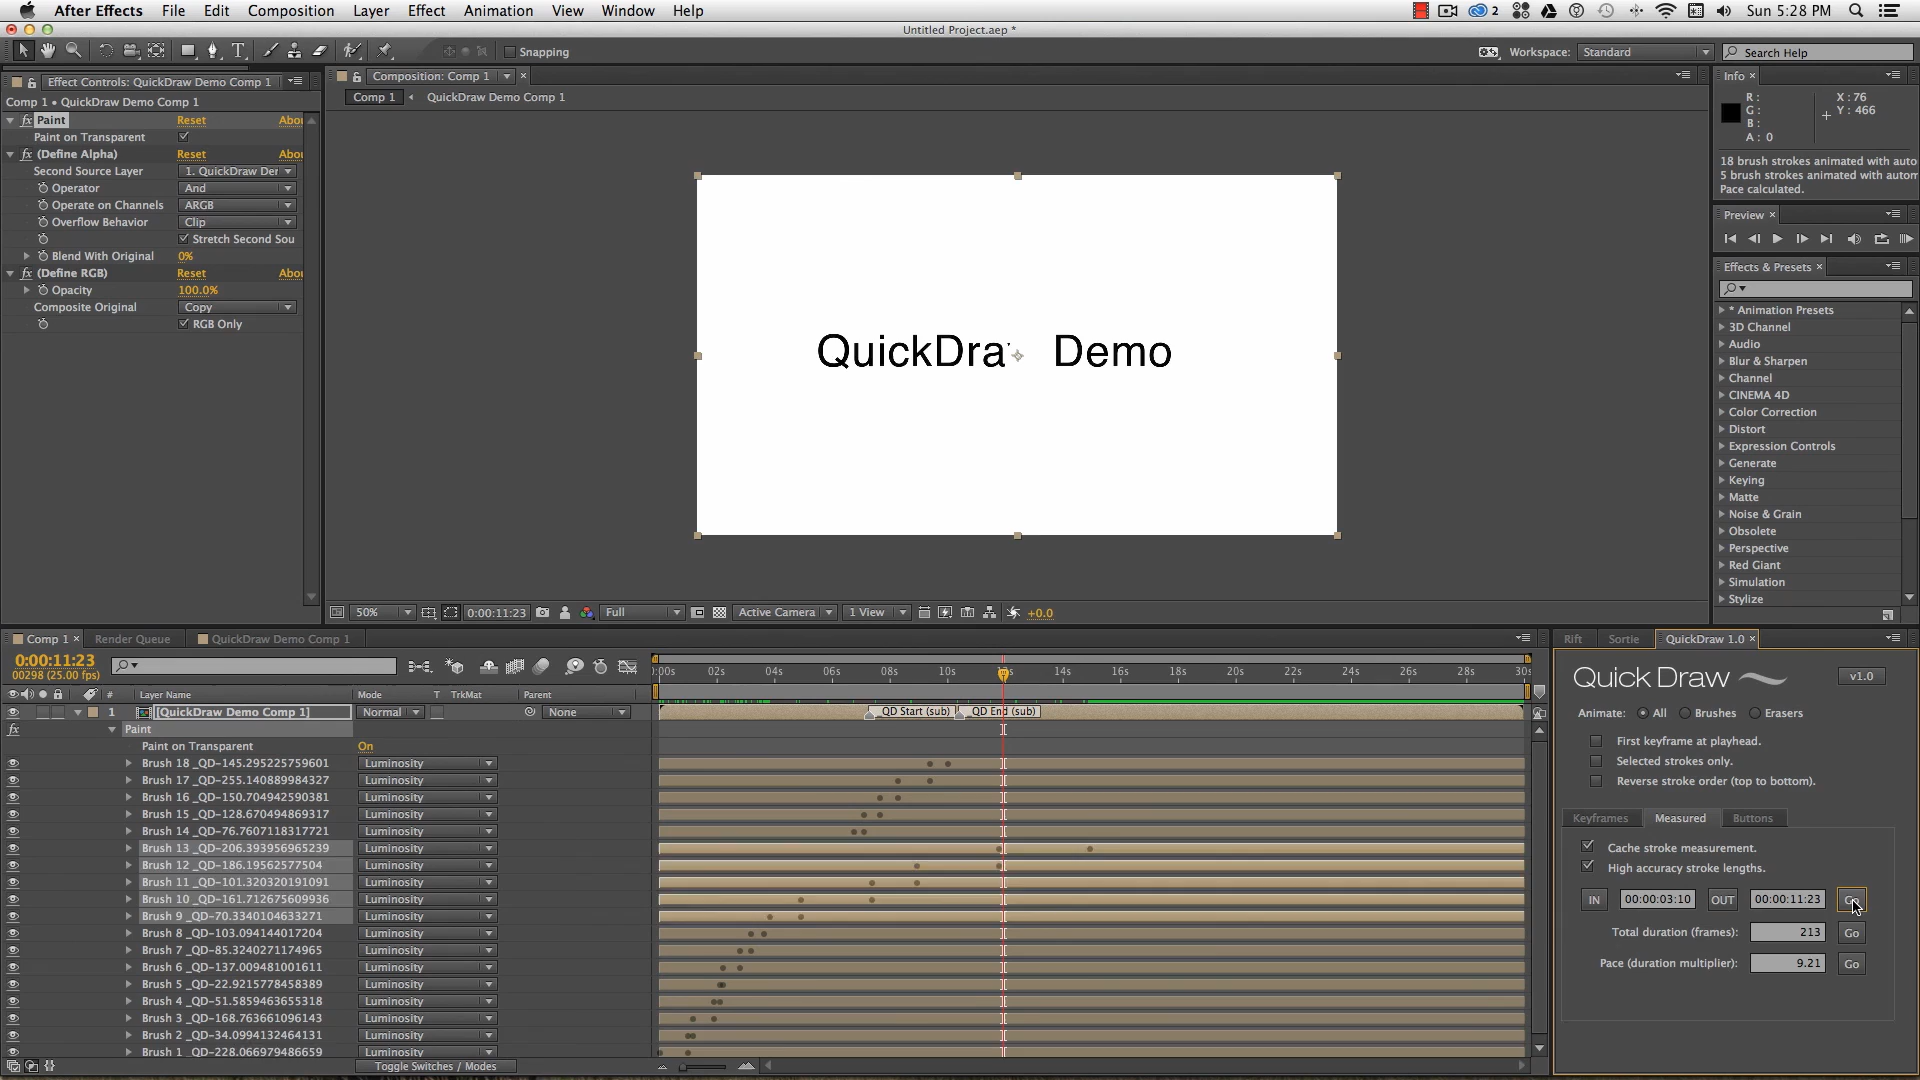 After Effects File Edit Composition Layer Effect Animation View Window Help 2 Sun 5:28 PM
Untitled Project.aep *
Snapping Workspace: Standard Search Help
Effect Controls: QuickDraw Demo Comp 1
Comp 1 • QuickDraw Demo Comp 1
fx Paint Reset Abou
Paint on Transparent
fx (Define Alpha) Reset Abou
Second Source Layer 1. QuickDraw Der
Operator And
Operate on Channels ARGB
Overflow Behavior Clip
Stretch Second Sou
Blend With Original 0%
fx (Define RGB) Reset Abou
Opacity 100.0%
Composite Original Copy
RGB Only
Composition: Comp 1
Comp 1 QuickDraw Demo Comp 1
QuickDra Demo
50% 0:00:11:23 Full Active Camera 1 View +0.0
Info
R : X : 76
G : Y : 466
B :
A : 0
18 brush strokes animated with auto
5 brush strokes animated with autom
Pace calculated.
Preview
Effects & Presets
* Animation Presets
3D Channel
Audio
Blur & Sharpen
Channel
CINEMA 4D
Color Correction
Distort
Expression Controls
Generate
Keying
Matte
Noise & Grain
Obsolete
Perspective
Red Giant
Simulation
Stylize
Comp 1 Render Queue QuickDraw Demo Comp 1
0:00:11:23
00298 (25.00 fps)
:00s 02s 04s 06s 08s 10s 14s 16s 18s 20s 22s 24s 26s 28s 30s
# Layer Name Mode T TrkMat Parent
1 [QuickDraw Demo Comp 1] Normal None _QD Start (sub) _QD End (sub)
fx Paint
Paint on Transparent On
Brush 18 _QD-145.295225759601 Luminosity
Brush 17 _QD-255.140889984327 Luminosity
Brush 16 _QD-150.704942590381 Luminosity
Brush 15 _QD-128.670494869317 Luminosity
Brush 14 _QD-76.7607118317721 Luminosity
Brush 13 _QD-206.393956965239 Luminosity
Brush 12 _QD-186.19562577504 Luminosity
Brush 11 _QD-101.320320191091 Luminosity
Brush 10 _QD-161.712675609936 Luminosity
Brush 9 _QD-70.3340104633271 Luminosity
Brush 8 _QD-103.094144017204 Luminosity
Brush 7 _QD-85.3240271174965 Luminosity
Brush 6 _QD-137.009481001611 Luminosity
Brush 5 _QD-22.9215778458389 Luminosity
Brush 4 _QD-51.5859463655318 Luminosity
Brush 3 _QD-168.763661096143 Luminosity
Brush 2 _QD-34.0994132464131 Luminosity
Brush 1 _QD-228.066979486659 Luminosity
Toggle Switches / Modes
Rift Sortie QuickDraw 1.0
Quick Draw v1.0
Animate: All Brushes Erasers
First keyframe at playhead.
Selected strokes only.
Reverse stroke order (top to bottom).
Keyframes Measured Buttons
Cache stroke measurement.
High accuracy stroke lengths.
IN 00:00:03:10 OUT 00:00:11:23 Go
Total duration (frames): 213 Go
Pace (duration multiplier): 9.21 Go